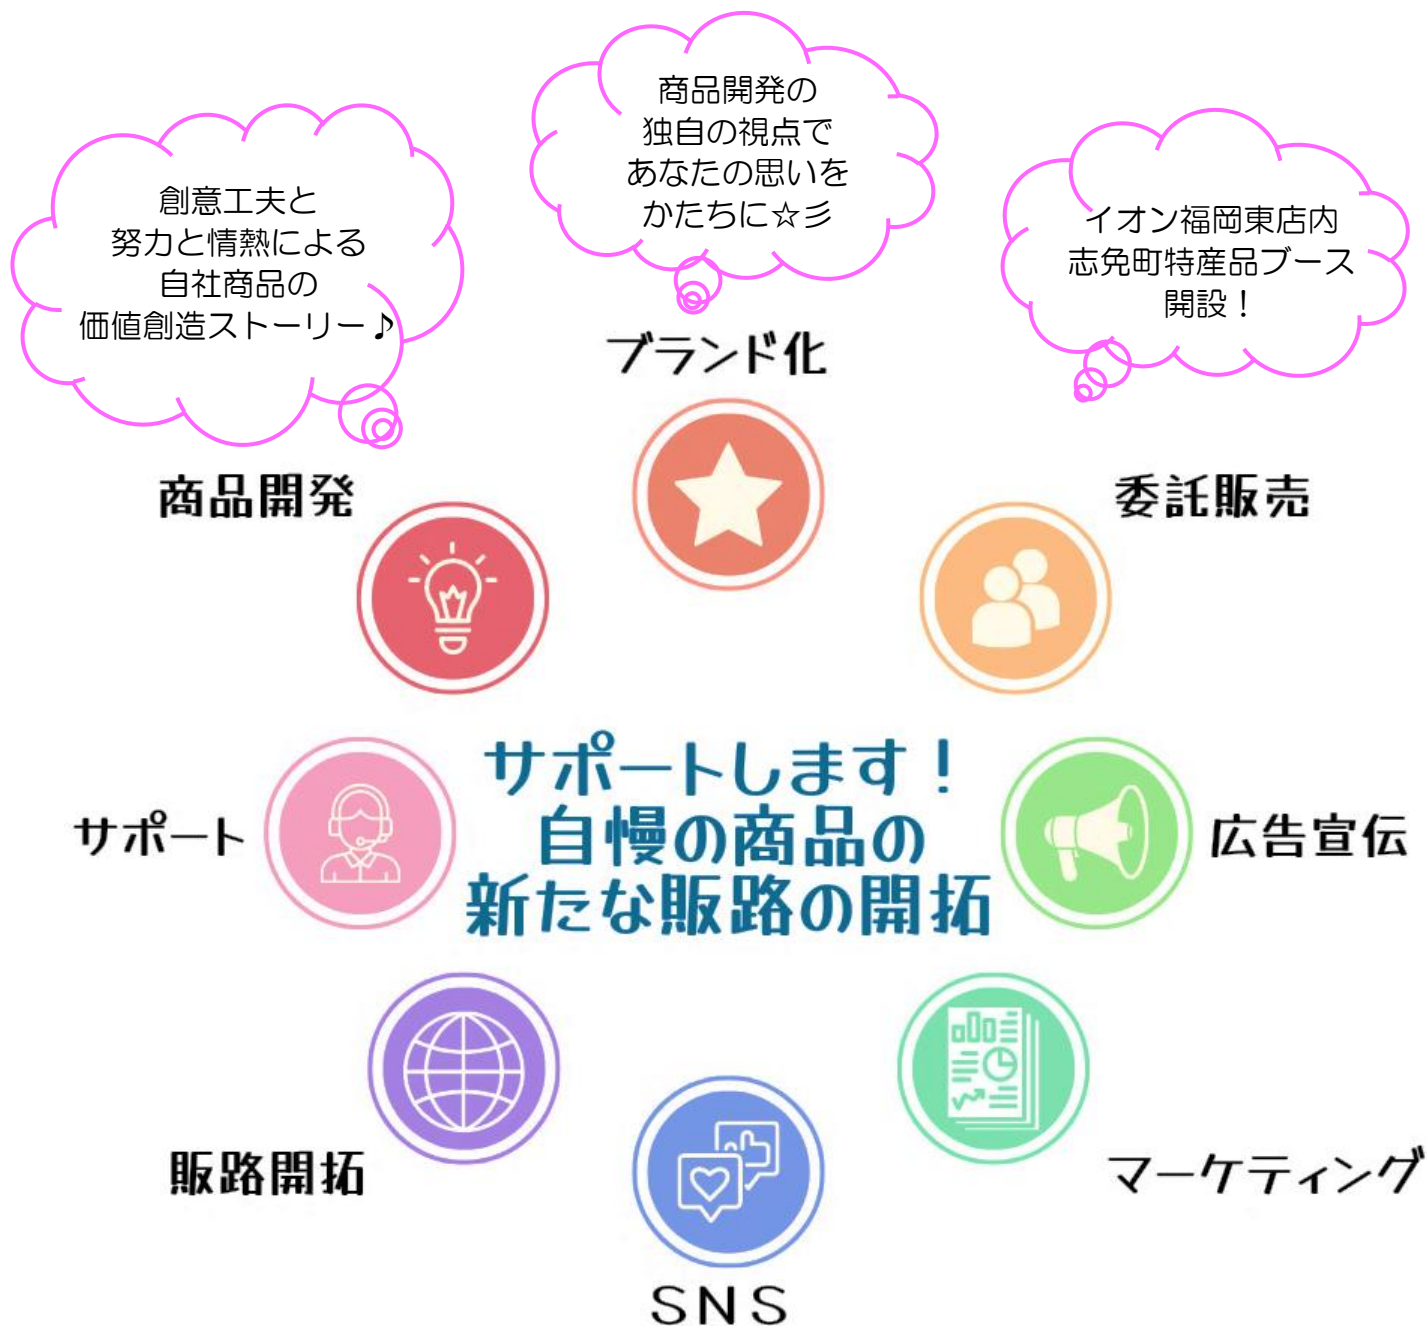 商品開発の
独自の視点で
あなたの思いを
かたちに☆彡
創意工夫と
努力と情熱による
自社商品の
価値創造ストーリー♪
イオン福岡東店内
志免町特産品ブース
開設！
ブランド化
商品開発
委託販売
サポートします！
自慢の商品の
新たな販路の開拓
サポート
広告宣伝
販路開拓
マーケティング
ＳＮＳ